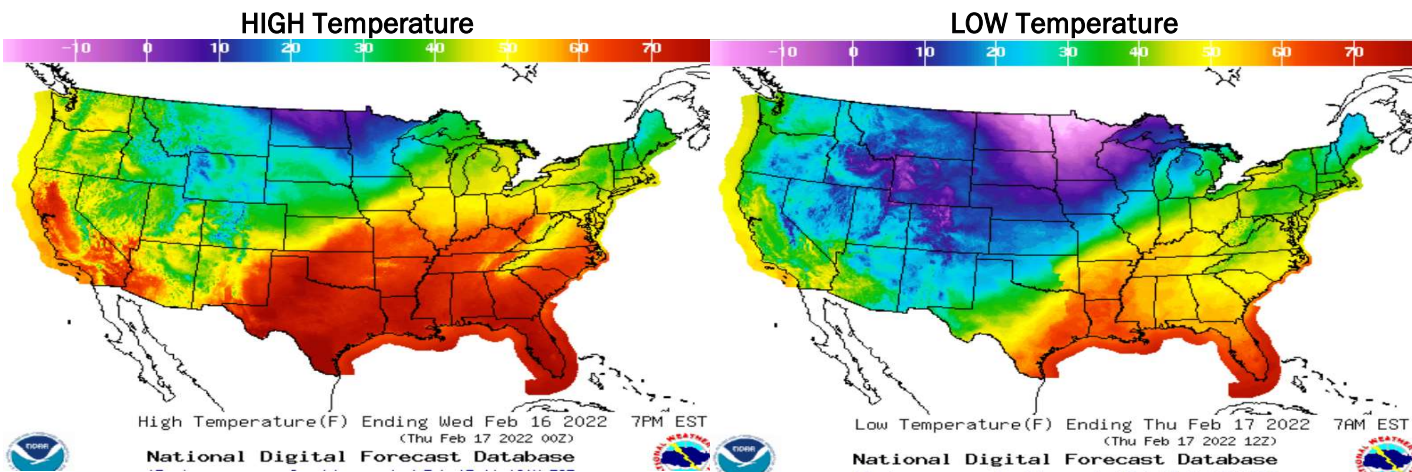 HIGH Temperature
-10 0 10 20 30 40 50 60 70
High Temperature(F) Ending Wed Feb 16 2022 7PM EST
(Thu Feb 17 2022 00Z)
National Digital Forecast Database
NOAA
LOW Temperature
-10 0 10 20 30 40 50 60 70
Low Temperature(F) Ending Thu Feb 17 2022 7AM EST
(Thu Feb 17 2022 12Z)
National Digital Forecast Database
NOAA